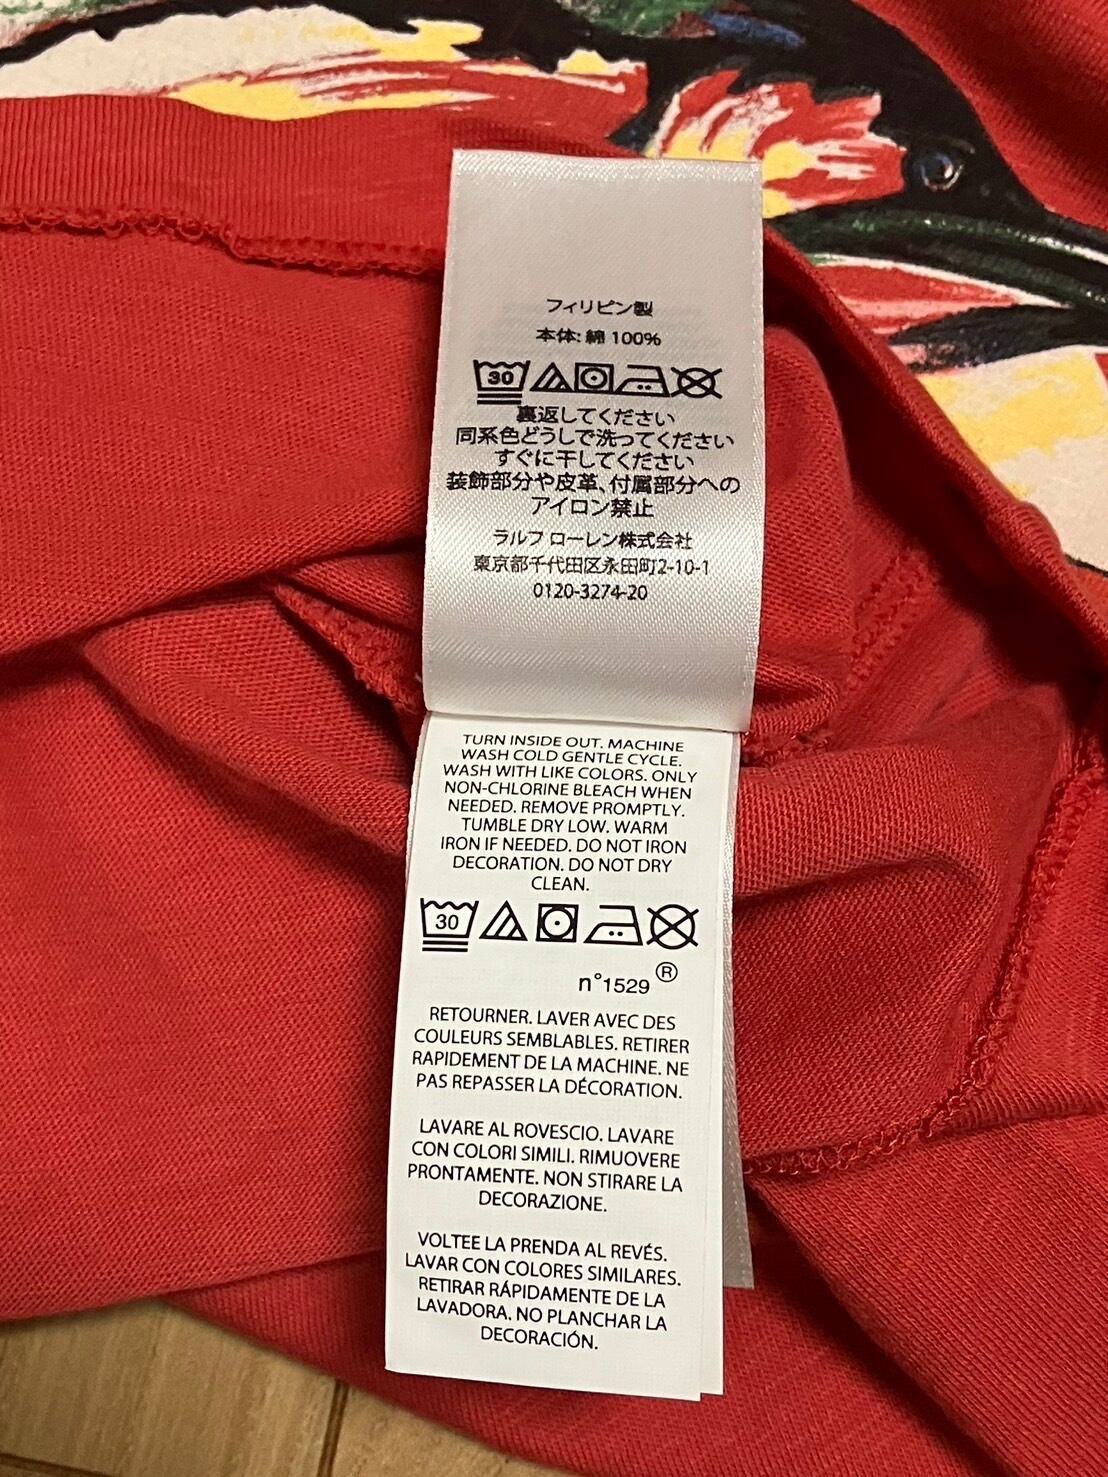 フィリピン製
本体: 綿 100%
30
裏返してください
同系色どうしで洗ってください
すぐに干してください
装飾部分や皮革、付属部分への
アイロン禁止
ラルフ ローレン株式会社
東京都千代田区永田町2-10-1
0120-3274-20
TURN INSIDE OUT. MACHINE
WASH COLD GENTLE CYCLE.
WASH WITH LIKE COLORS. ONLY
NON-CHLORINE BLEACH WHEN
NEEDED. REMOVE PROMPTLY.
TUMBLE DRY LOW. WARM
IRON IF NEEDED. DO NOT IRON
DECORATION. DO NOT DRY
CLEAN.
30
n°1529®
RETOURNER. LAVER AVEC DES
COULEURS SEMBLABLES. RETIRER
RAPIDEMENT DE LA MACHINE. NE
PAS REPASSER LA DÉCORATION.
LAVARE AL ROVESCIO. LAVARE
CON COLORI SIMILI. RIMUOVERE
PRONTAMENTE. NON STIRARE LA
DECORAZIONE.
VOLTEE LA PRENDA AL REVÉS.
LAVAR CON COLORES SIMILARES.
RETIRAR RÁPIDAMENTE DE LA
LAVADORA. NO PLANCHAR LA
DECORACIÓN.